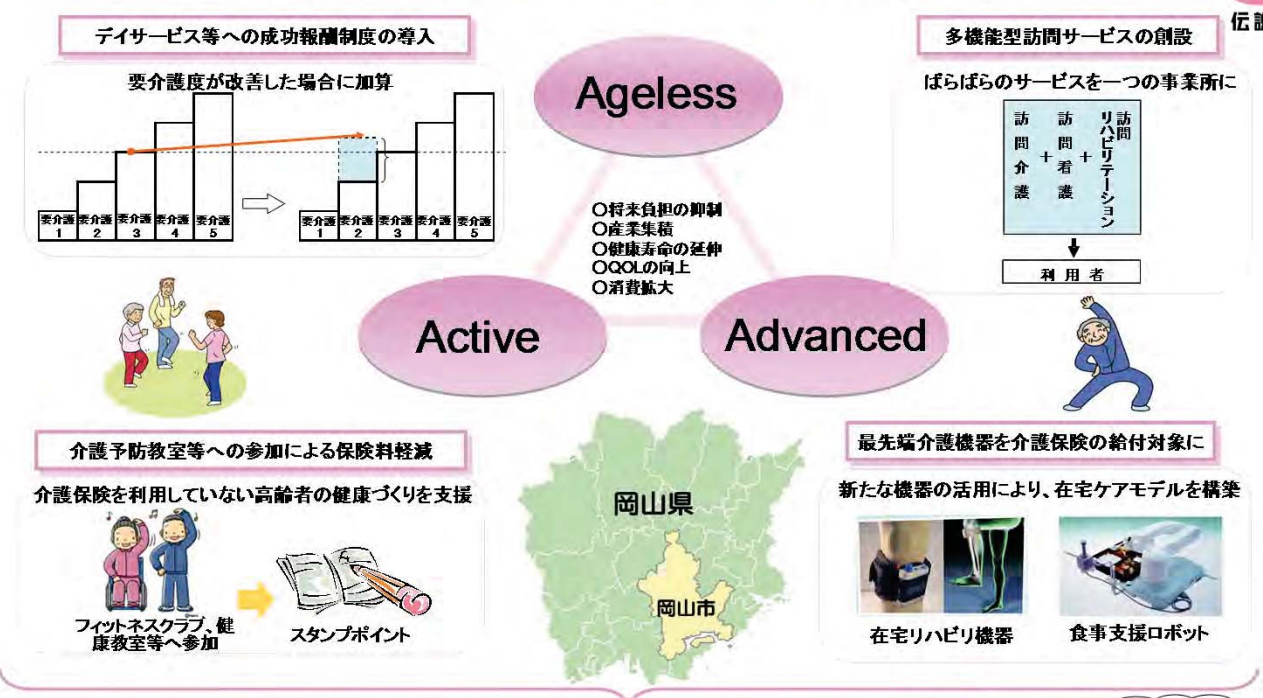 デイサービス等への成功報酬制度の導入
要介護度が改善した場合に加算
要介護
1
要介護
2
要介護
3
要介護
4
要介護
5
要介護
1
要介護
2
要介護
3
要介護
4
要介護
5
Ageless
Active
Advanced
○将来負担の抑制
○産業集積
○健康寿命の延伸
○QOLの向上
○消費拡大
伝説
多機能型訪問サービスの創設
ばらばらのサービスを一つの事業所に
訪問介護
+
訪問看護
+
訪問
リハビリテーション
利用者
介護予防教室等への参加による保険料軽減
介護保険を利用していない高齢者の健康づくりを支援
フィットネスクラブ、健
康教室等へ参加
スタンプポイント
岡山県
岡山市
最先端介護機器を介護保険の給付対象に
新たな機器の活用により、在宅ケアモデルを構築
在宅リハビリ機器
食事支援ロボット